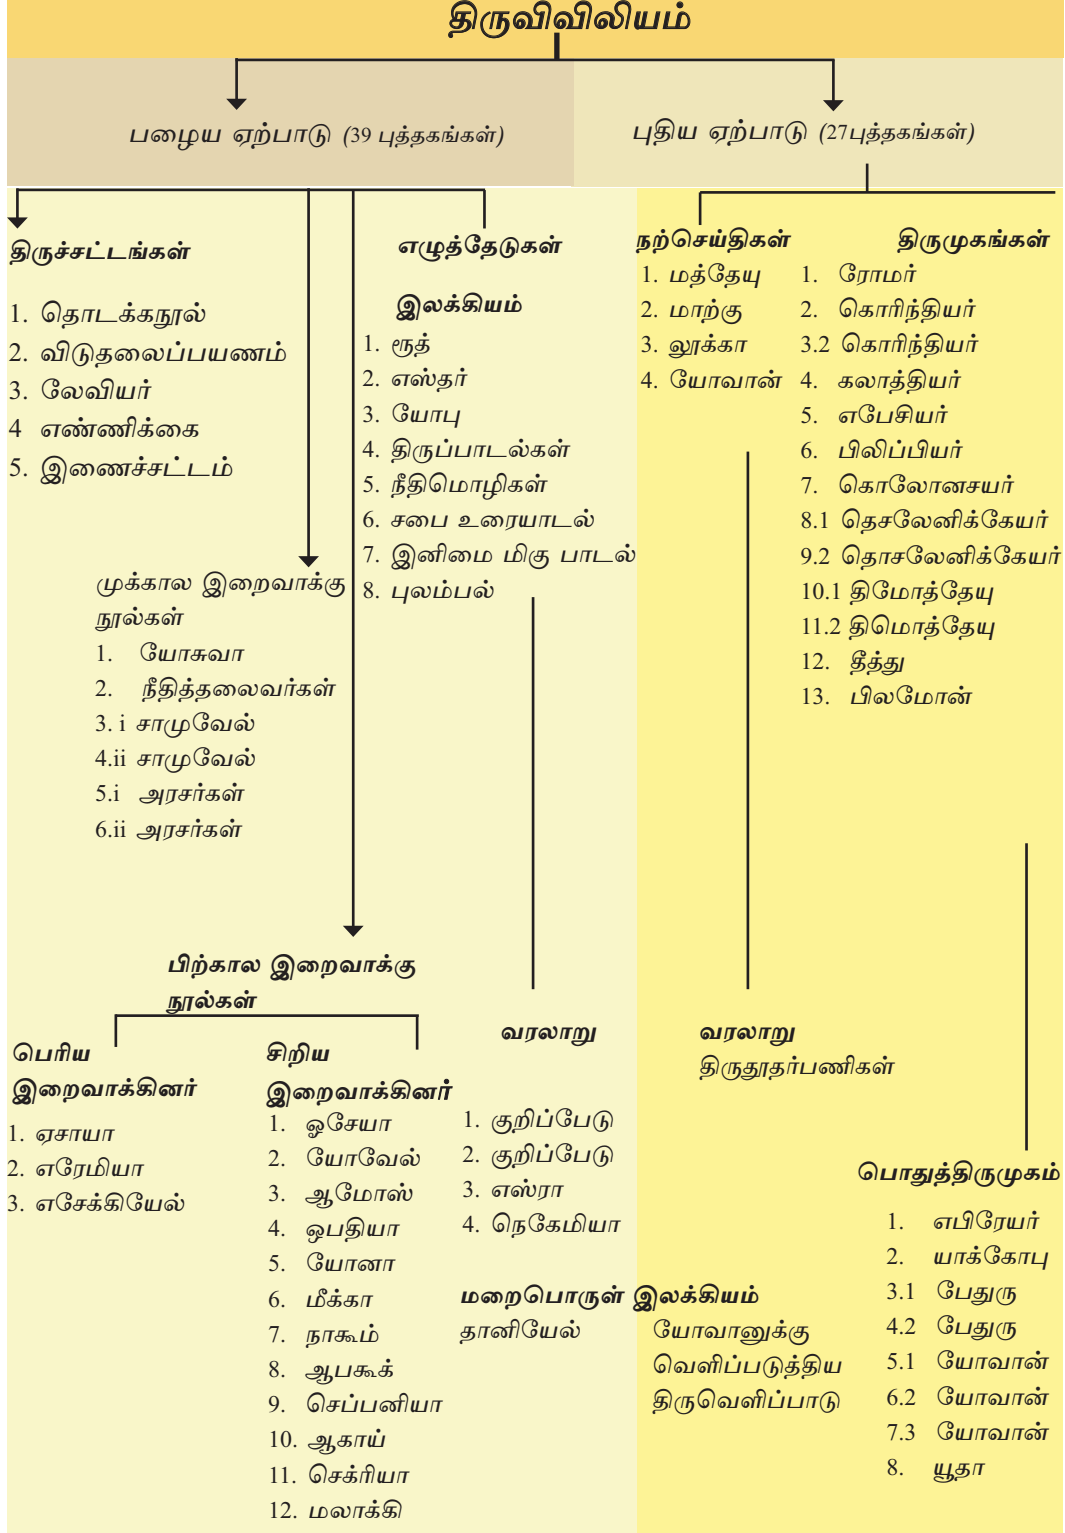 திருவிவிலியம்
பழைய ஏற்பாடு (39 புத்தகங்கள்)
புதிய ஏற்பாடு (27புத்தகங்கள்)
திருச்சட்டங்கள்
1. தொடக்கநூல்
2. விடுதலைப்பயணம்
3. லேவியர்
4 எண்ணிக்கை
5. இணைச்சட்டம்
முக்கால இறைவாக்கு
நூல்கள்
1. யோசுவா
2. நீதித்தலைவர்கள்
3. i சாமுவேல்
4.ii சாமுவேல்
5.i அரசர்கள்
6.ii அரசர்கள்
எழுத்தேடுகள்
இலக்கியம்
1. ரூத்
2. எஸ்தர்
3. யோபு
4. திருப்பாடல்கள்
5. நீதிமொழிகள்
6. சபை உரையாடல்
7. இனிமை மிகு பாடல்
8. புலம்பல்
நற்செய்திகள்
1. மத்தேயு
2. மாற்கு
3. லூக்கா
4. யோவான்
திருமுகங்கள்
1. ரோமர்
2. கொரிந்தியர்
3.2 கொரிந்தியர்
4. கலாத்தியர்
5. எபேசியர்
6. பிலிப்பியர்
7. கொலோனசயர்
8.1 தெசலேனிக்கேயர்
9.2 தொசலேனிக்கேயர்
10.1 திமோத்தேயு
11.2 திமொத்தேயு
12. தீத்து
13. பிலமோன்
பிற்கால இறைவாக்கு
நூல்கள்
பெரிய
இறைவாக்கினர்
1. ஏசாயா
2. எரேமியா
3. எசேக்கியேல்
சிறிய
இறைவாக்கினர்
1. ஓசேயா
2. யோவேல்
3. ஆமோஸ்
4. ஒபதியா
5. யோனா
6. மீக்கா
7. நாகூம்
8. ஆபகூக்
9. செப்பனியா
10. ஆகாய்
11. செக்ரியா
12. மலாக்கி
வரலாறு
1. குறிப்பேடு
2. குறிப்பேடு
3. எஸ்ரா
4. நெகேமியா
வரலாறு
திருதூதர்பணிகள்
மறைபொருள் இலக்கியம்
தானியேல்
யோவானுக்கு
வெளிப்படுத்திய
திருவெளிப்பாடு
பொதுத்திருமுகம்
1. எபிரேயர்
2. யாக்கோபு
3.1 பேதுரு
4.2 பேதுரு
5.1 யோவான்
6.2 யோவான்
7.3 யோவான்
8. யூதா